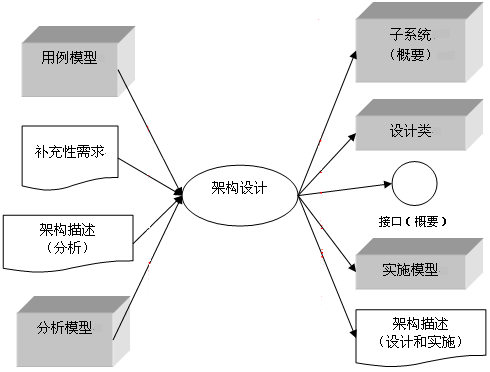 用例模型
补充性需求
架构描述
（分析）
分析模型
架构设计
子系统
（概要）
设计类
接口（概要）
实施模型
架构描述
（设计和实施）